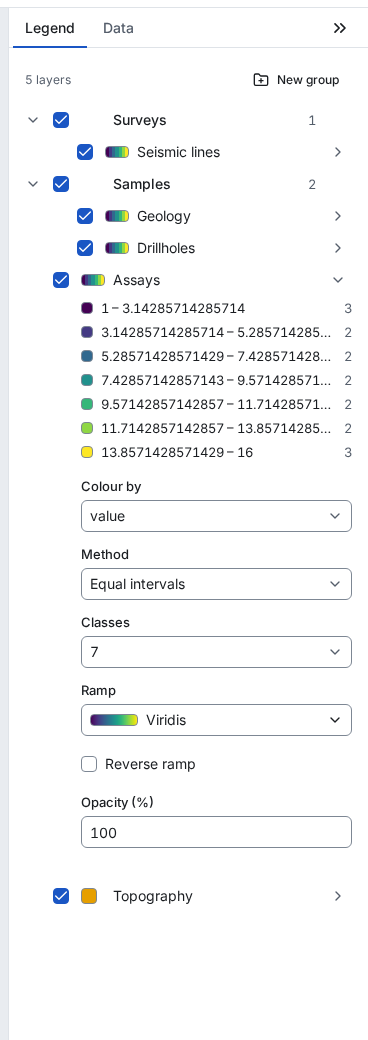 Legend Data
5 layers New group
Surveys 1
Seismic lines
Samples 2
Geology
Drillholes
Assays
1 – 3.14285714285714 3
3.14285714285714 – 5.285714285... 2
5.28571428571429 – 7.428571428... 2
7.42857142857143 – 9.571428571... 2
9.57142857142857 – 11.71428571... 2
11.7142857142857 – 13.85714285... 2
13.8571428571429 – 16 3
Colour by
value
Method
Equal intervals
Classes
7
Ramp
Viridis
Reverse ramp
Opacity (%)
100
Topography